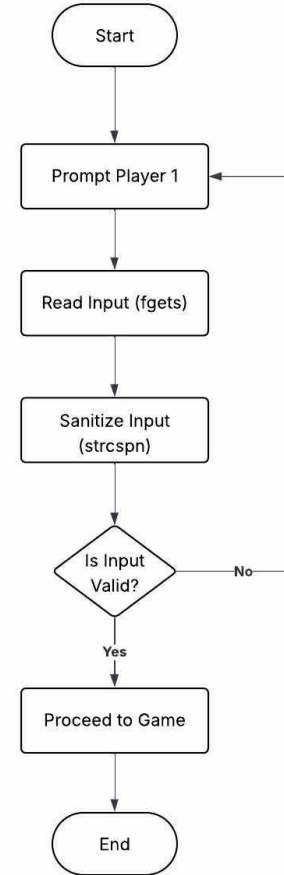 Start
Prompt Player 1
Read Input (fgets)
Sanitize Input
(strcspn)
Is Input
Valid?
No
Yes
Proceed to Game
End